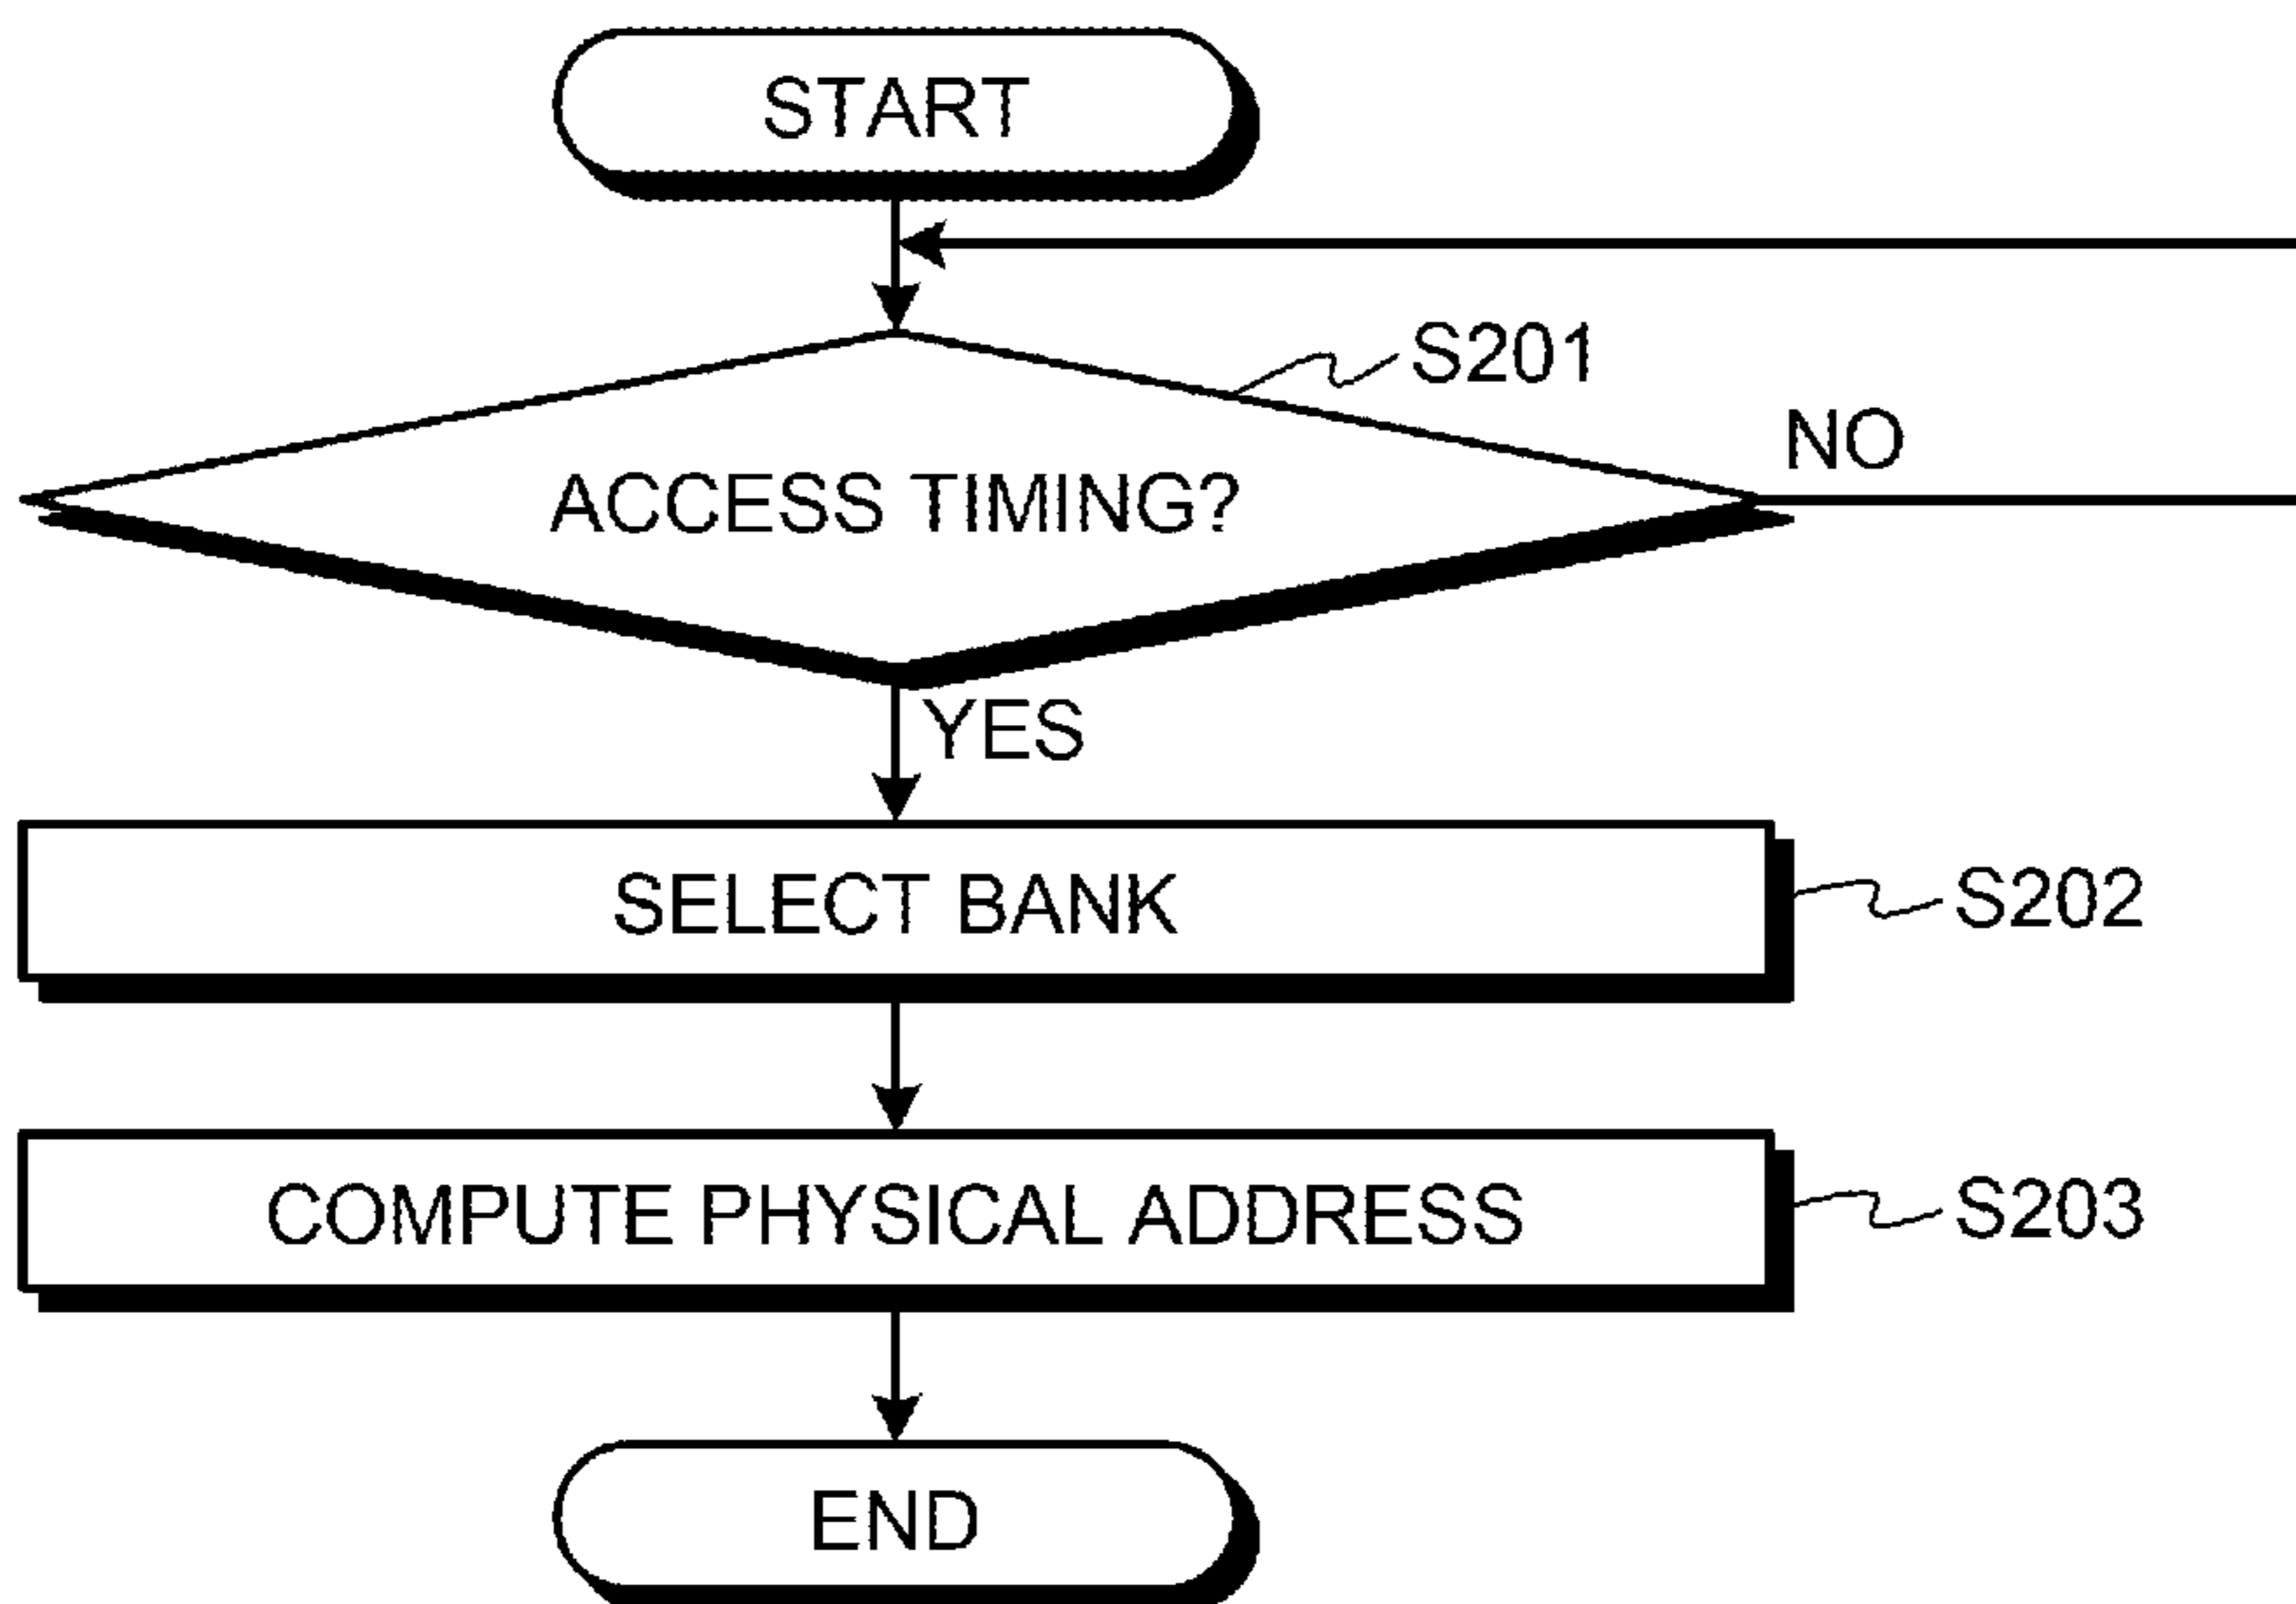 START
S201
NO
ACCESS TIMING?
YES
SELECT BANK
S202
COMPUTE PHYSICAL ADDRESS
S203
END